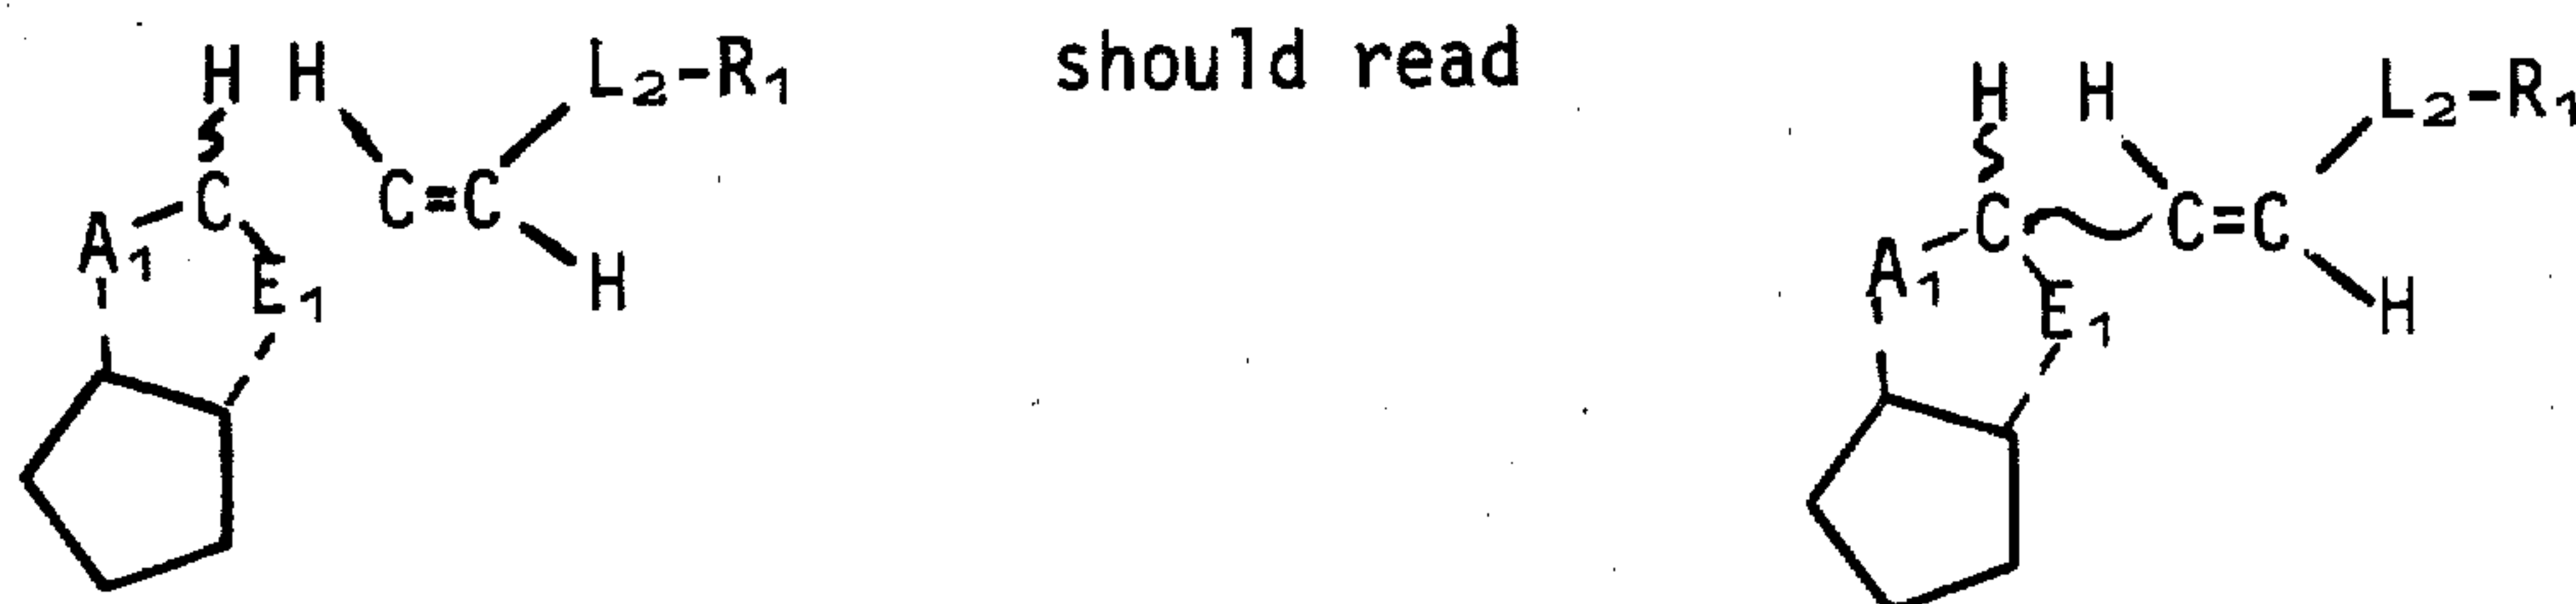 H H L₂-R₁ should read H H L₂-R₁
C C=C C C=C
A₁ E₁ H A₁ E₁ H